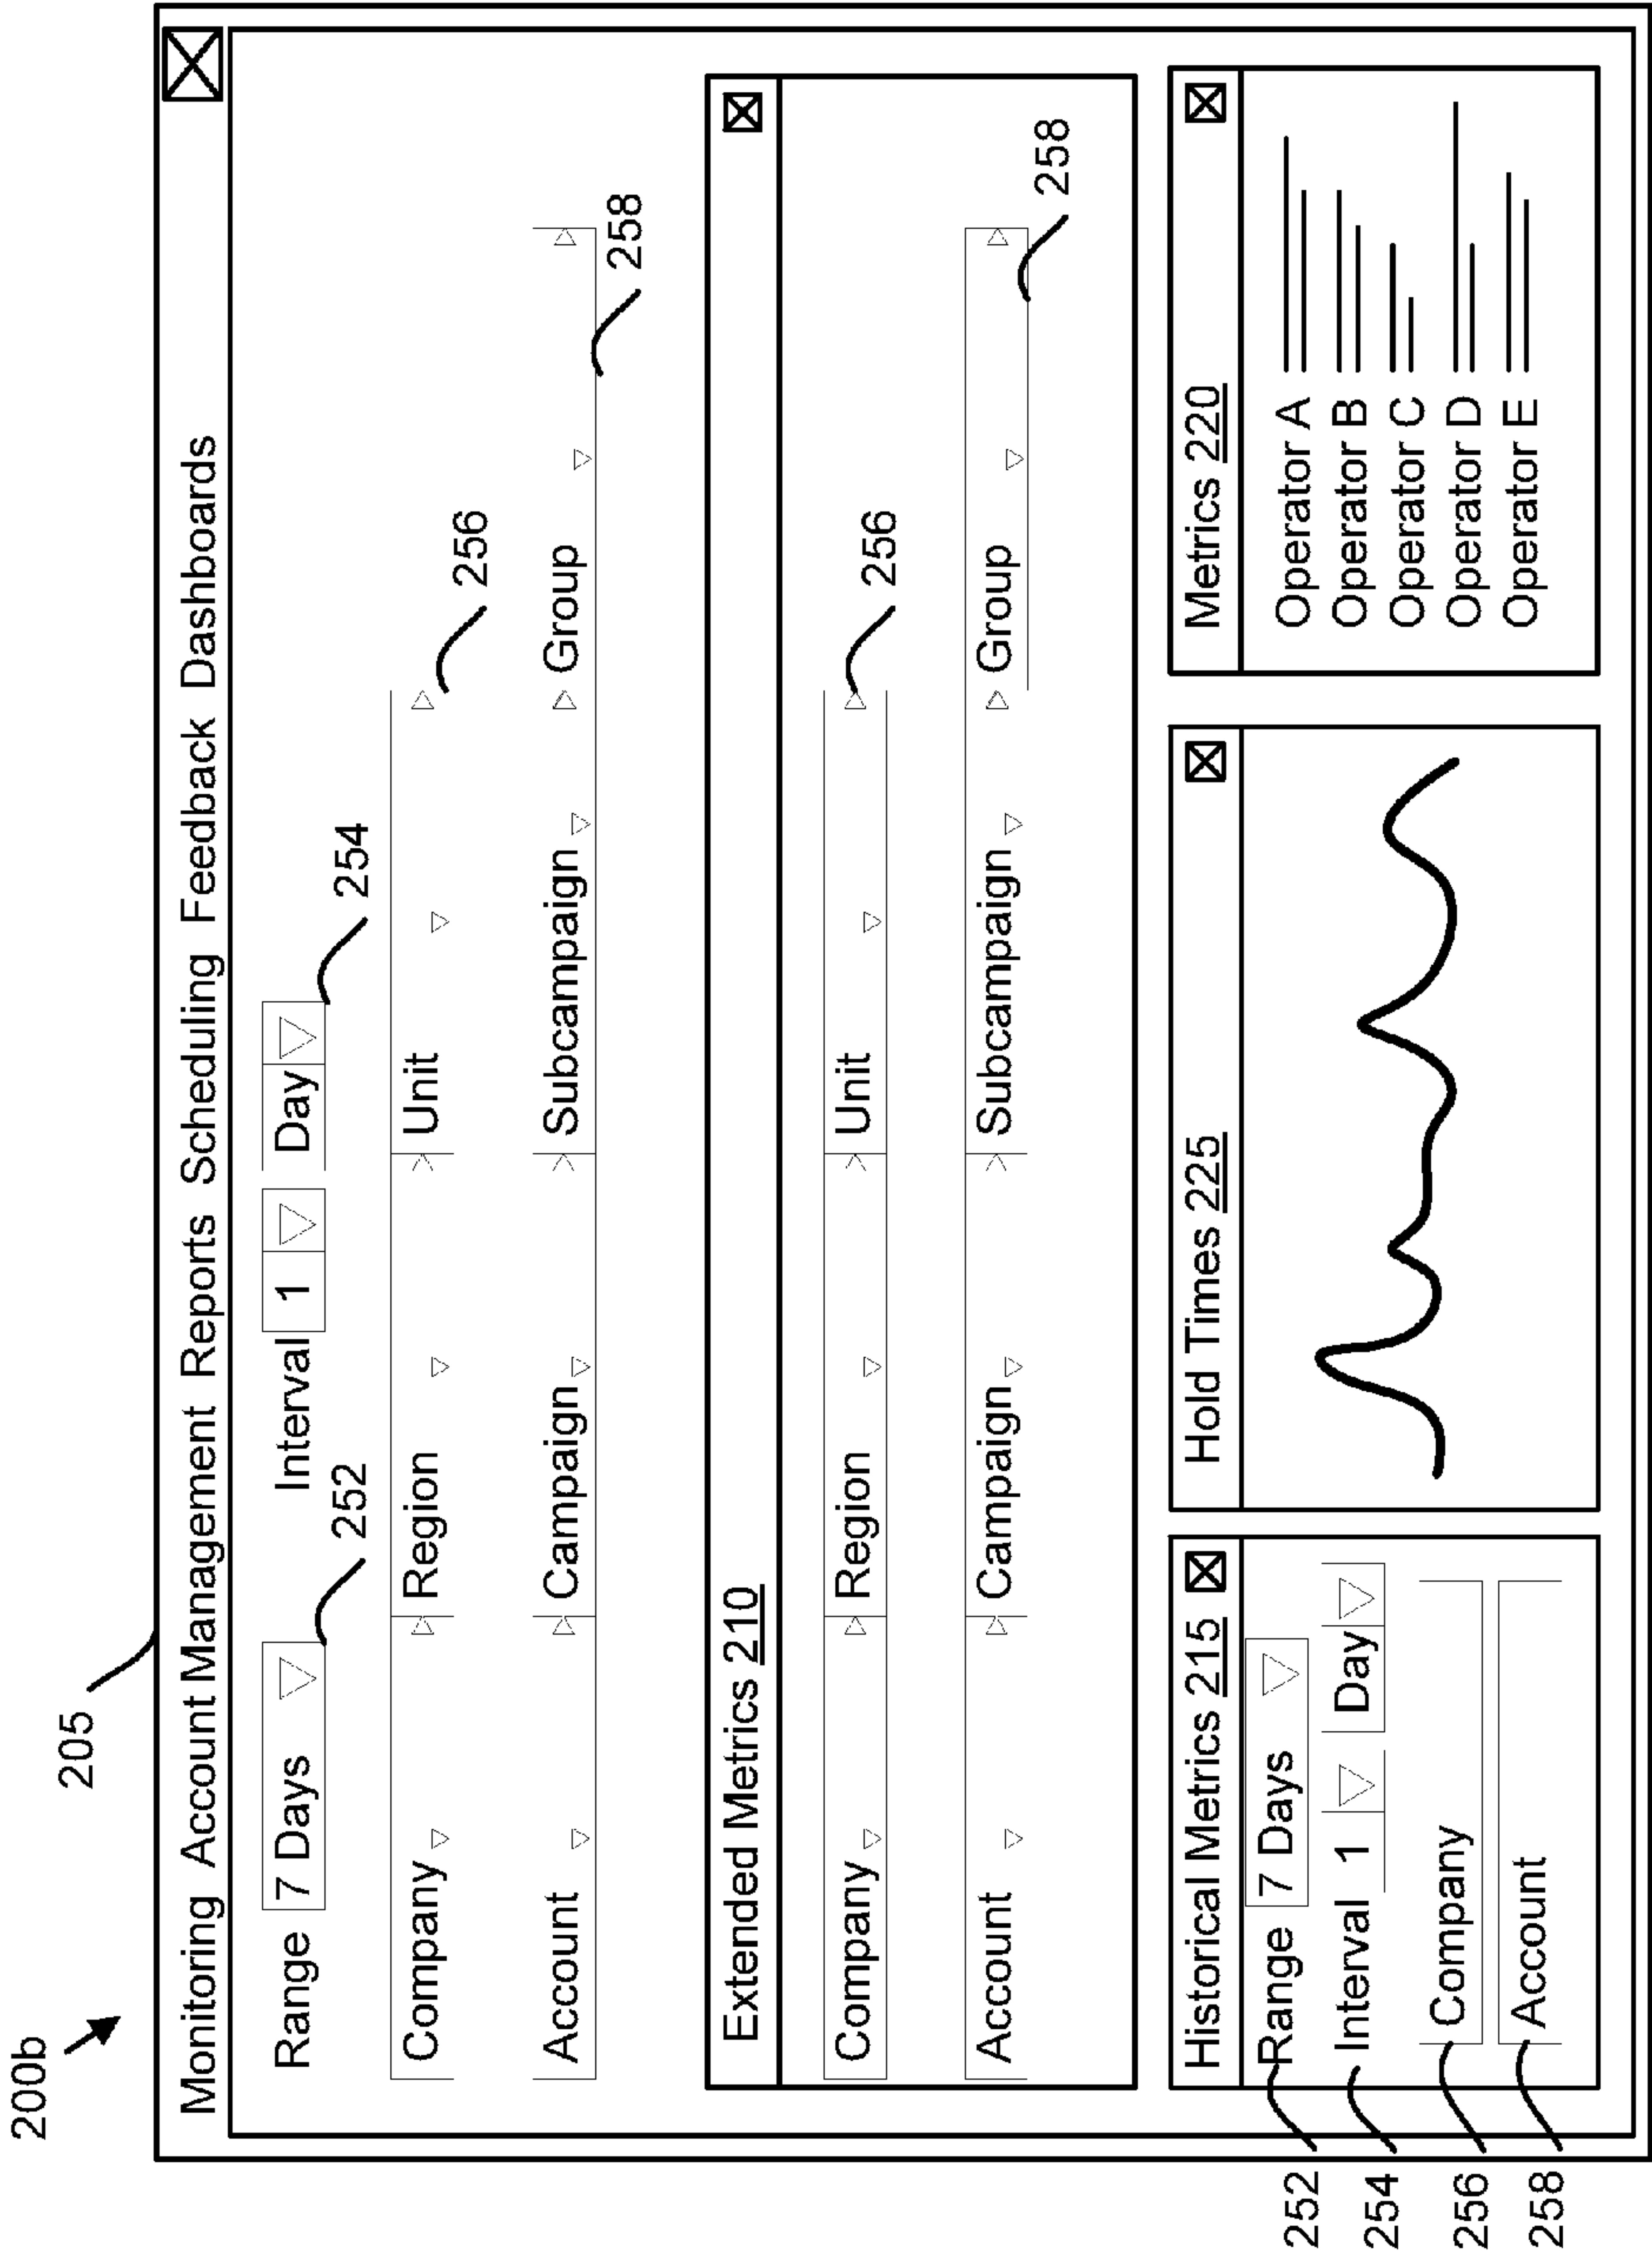 200b
205
Monitoring Account Management Reports Scheduling Feedback Dashboards
Range 7 Days Interval 1 Day
252 254
Company Region Unit
256
Account Campaign Subcampaign Group
258
Extended Metrics 210
Company Region Unit
256
Account Campaign Subcampaign Group
258
Historical Metrics 215
252 Range 7 Days
254 Interval 1 Day
256 Company
258 Account
Hold Times 225
Metrics 220
Operator A
Operator B
Operator C
Operator D
Operator E